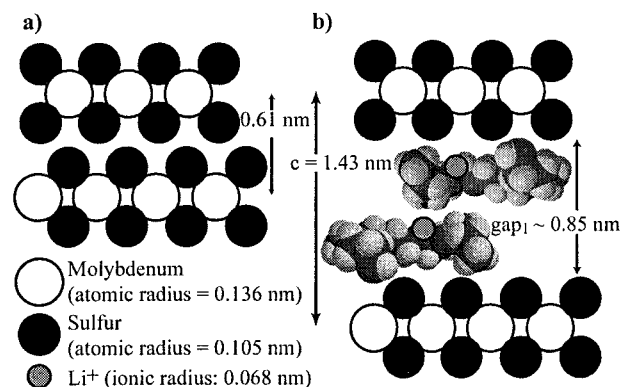 a)
b)
0.61 nm
c = 1.43 nm
gap₁ ~ 0.85 nm
Molybdenum
(atomic radius = 0.136 nm)
Sulfur
(atomic radius = 0.105 nm)
Li⁺ (ionic radius: 0.068 nm)